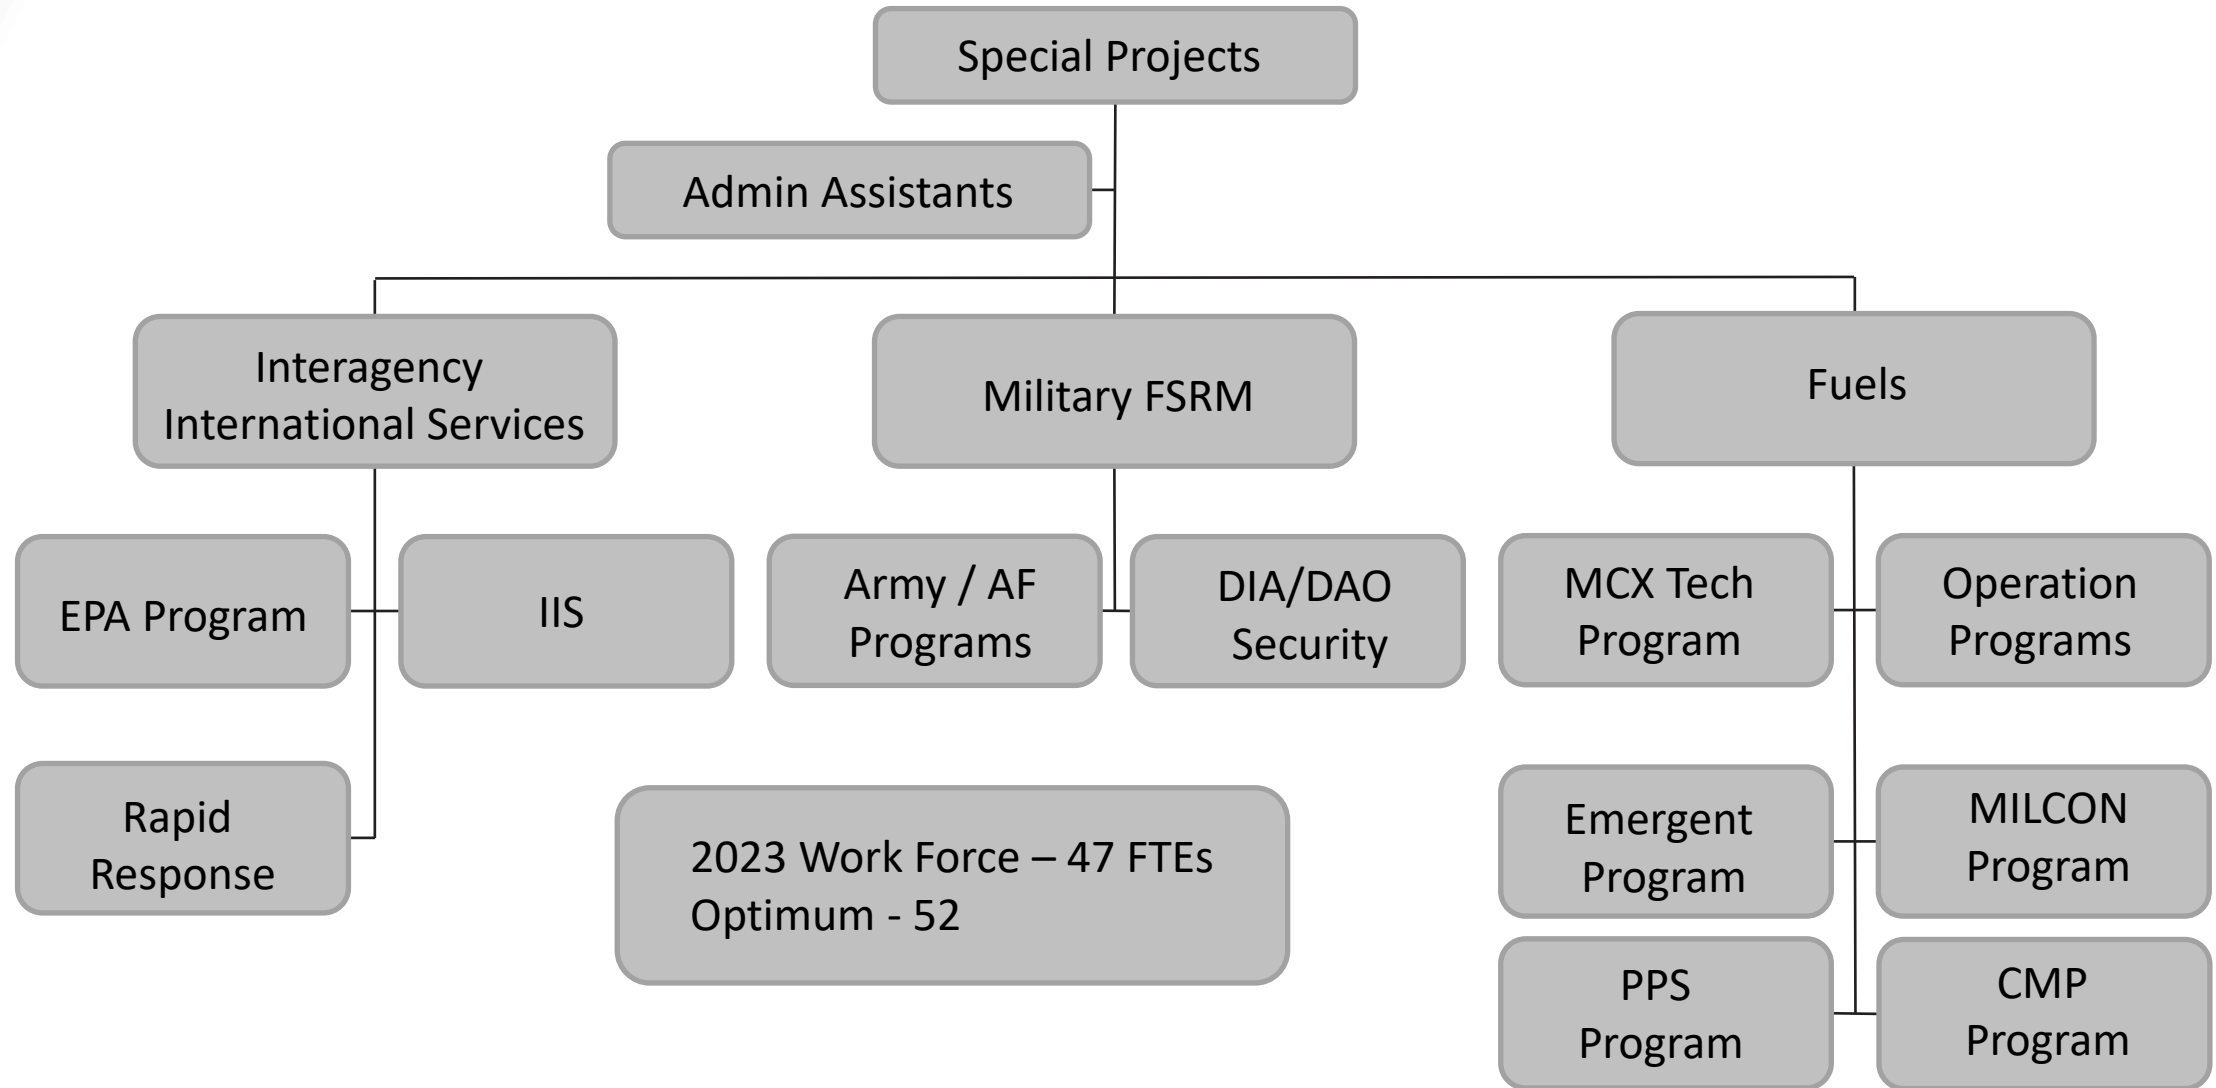 Special Projects
Admin Assistants
Interagency
International Services
Military FSRM
Fuels
EPA Program
IIS
Army / AF
Programs
DIA/DAO
Security
MCX Tech
Program
Operation
Programs
Rapid
Response
2023 Work Force – 47 FTEs
Optimum - 52
Emergent
Program
MILCON
Program
PPS
Program
CMP
Program